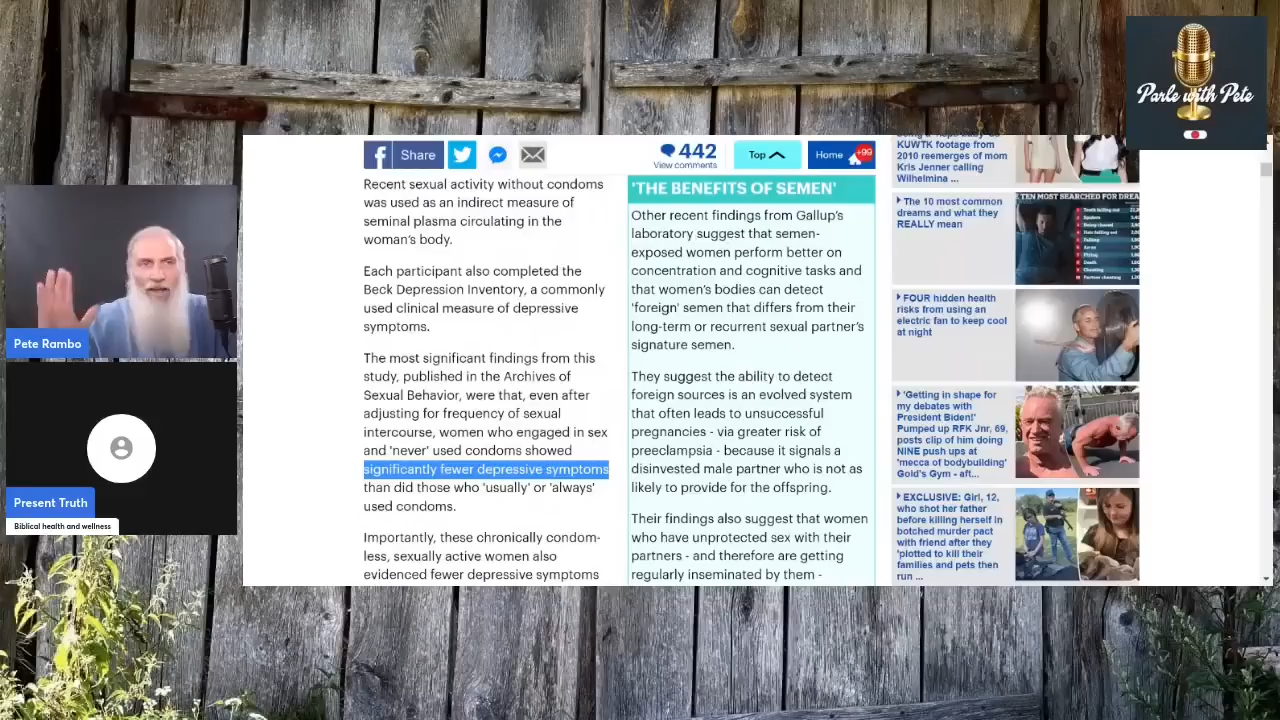 Parle with Pete
Share
442
View comments
Top
Home
+99
Recent sexual activity without condoms
was used as an indirect measure of
seminal plasma circulating in the
woman's body.
Each participant also completed the
Beck Depression Inventory, a commonly
used clinical measure of depressive
symptoms.
The most significant findings from this
study, published in the Archives of
Sexual Behavior, were that, even after
adjusting for frequency of sexual
intercourse, women who engaged in sex
and 'never' used condoms showed
significantly fewer depressive symptoms
than did those who 'usually' or 'always'
used condoms.
Importantly, these chronically condom-
less, sexually active women also
evidenced fewer depressive symptoms
'THE BENEFITS OF SEMEN'
Other recent findings from Gallup's
laboratory suggest that semen-
exposed women perform better on
concentration and cognitive tasks and
that women's bodies can detect
'foreign' semen that differs from their
long-term or recurrent sexual partner's
signature semen.
They suggest the ability to detect
foreign sources is an evolved system
that often leads to unsuccessful
pregnancies - via greater risk of
preeclampsia - because it signals a
disinvested male partner who is not as
likely to provide for the offspring.
Their findings also suggest that women
who have unprotected sex with their
partners - and therefore are getting
regularly inseminated by them -
KUWTK footage from
2010 reemerges of mom
Kris Jenner calling
Wilhelmina ...
The 10 most common
dreams and what they
REALLY mean
TEN MOST SEARCHED FOR DREA
FOUR hidden health
risks from using an
electric fan to keep cool
at night
'Getting in shape for
my debates with
President Biden!'
Pumped up RFK Jnr, 69,
posts clip of him doing
NINE push ups at
'mecca of bodybuilding'
Gold's Gym - aft...
EXCLUSIVE: Girl, 12,
who shot her father
before killing herself in
botched murder pact
with friend after they
'plotted to kill their
families and pets then
run ...
Pete Rambo
Present Truth
Biblical health and wellness